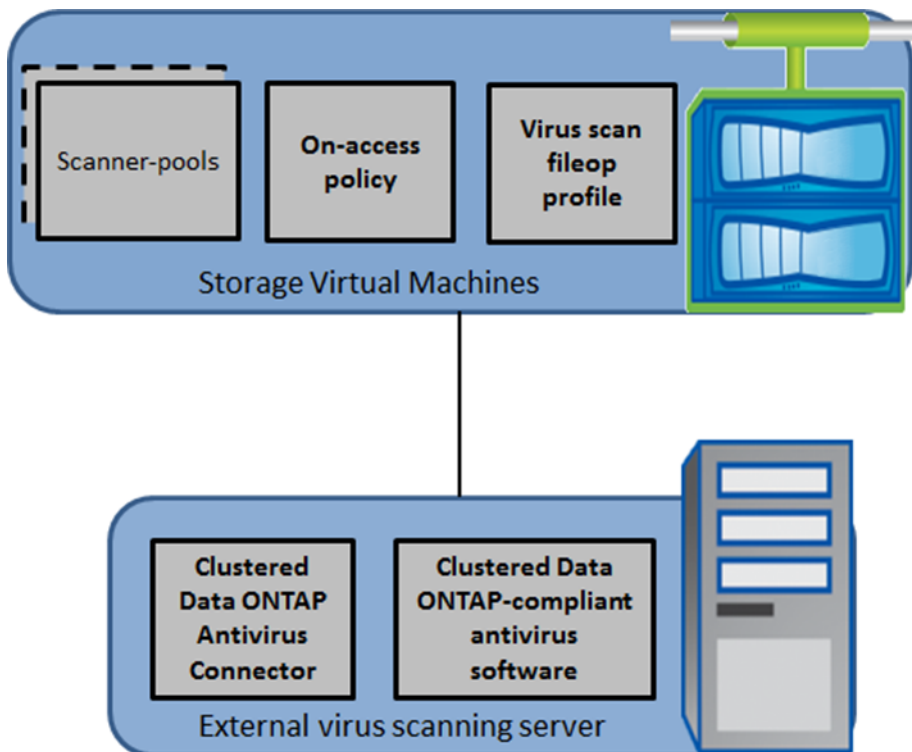 Scanner-pools
On-access
policy
Virus scan
fileop
profile
Storage Virtual Machines
Clustered
Data ONTAP
Antivirus
Connector
Clustered Data
ONTAP-compliant
antivirus
software
External virus scanning server